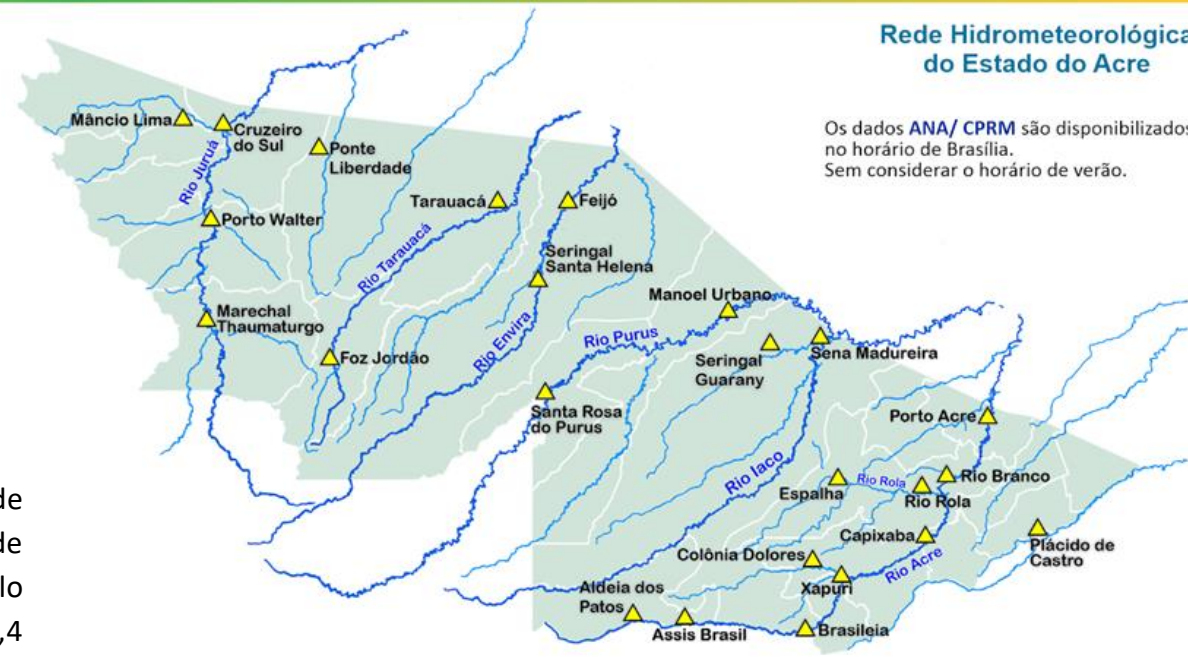 Rede Hidrometeorológica
do Estado do Acre
Os dados ANA/ CPRM são disponibilizados
no horário de Brasília.
Sem considerar o horário de verão.
Mâncio Lima
Cruzeiro
do Sul
Ponte
Liberdade
Rio Juruá
Tarauacá
Feijó
Porto Walter
Rio Tarauacá
Seringal
Santa Helena
Manoel Urbano
Marechal
Thaumaturgo
Rio Envira
Rio Purus
Foz Jordão
Seringal
Guarany
Sena Madureira
Santa Rosa
do Purus
Porto Acre
Rio Iaco
Espalha
Rio Rola
Rio Branco
Rio Rola
Capixaba
Plácido de
Castro
Colônia Dolores
Rio Acre
Xapuri
Aldeia dos
Patos
Assis Brasil
Brasileia
de
de
lo
,4